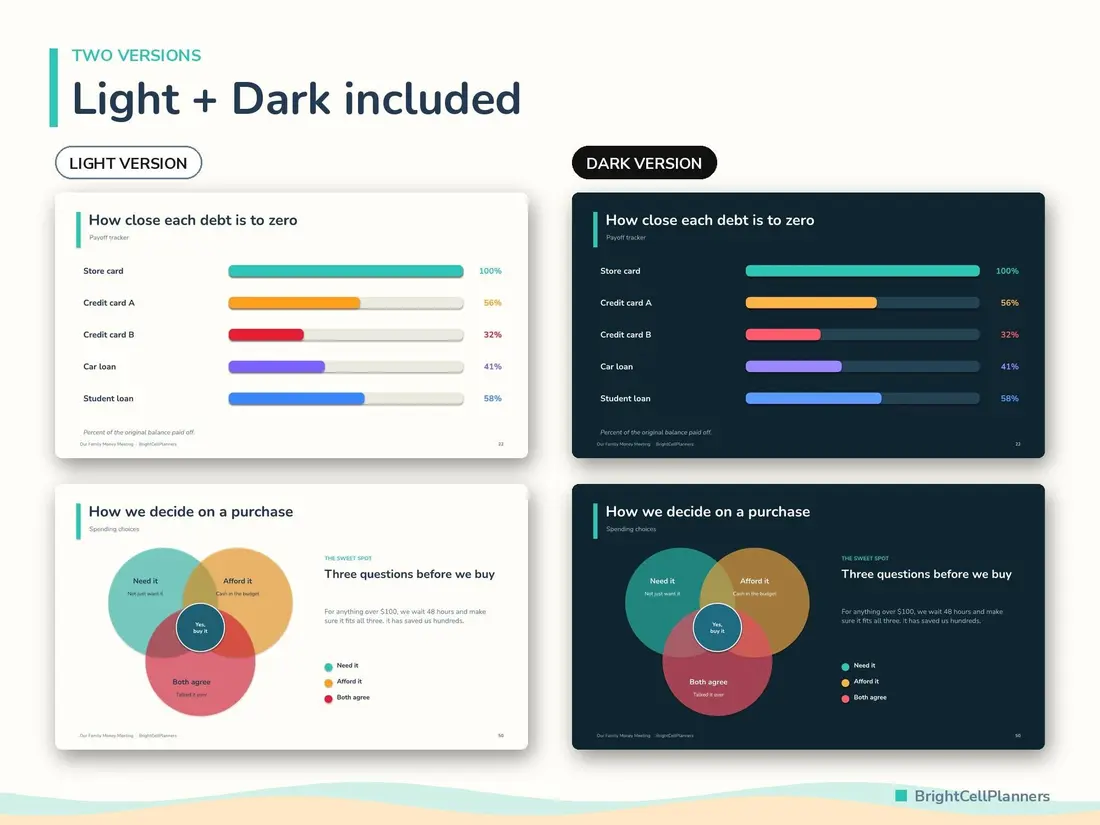 TWO VERSIONS
Light + Dark included
LIGHT VERSION
How close each debt is to zero
Payoff tracker
Store card
100%
Credit card A
56%
Credit card B
32%
Car loan
41%
Student loan
58%
Percent of the original balance paid off.
Our Family Money Meeting · BrightCellPlanners
How we decide on a purchase
Spending choices
Need it
Not just want it
Afford it
Cash in the budget
Yes,
buy it
Both agree
Talked it over
THE SWEET SPOT
Three questions before we buy
For anything over $100, we wait 48 hours and make
sure it fits all three. It has saved us hundreds.
Need it
Afford it
Both agree
Our Family Money Meeting · BrightCellPlanners
50
DARK VERSION
How close each debt is to zero
Payoff tracker
Store card
100%
Credit card A
56%
Credit card B
32%
Car loan
41%
Student loan
58%
Percent of the original balance paid off.
Our Family Money Meeting · BrightCellPlanners
How we decide on a purchase
Spending choices
Need it
Not just want it
Afford it
Cash in the budget
Yes,
buy it
Both agree
Talked it over
THE SWEET SPOT
Three questions before we buy
For anything over $100, we wait 48 hours and make
sure it fits all three. It has saved us hundreds.
Need it
Afford it
Both agree
Our Family Money Meeting · BrightCellPlanners
50
BrightCellPlanners